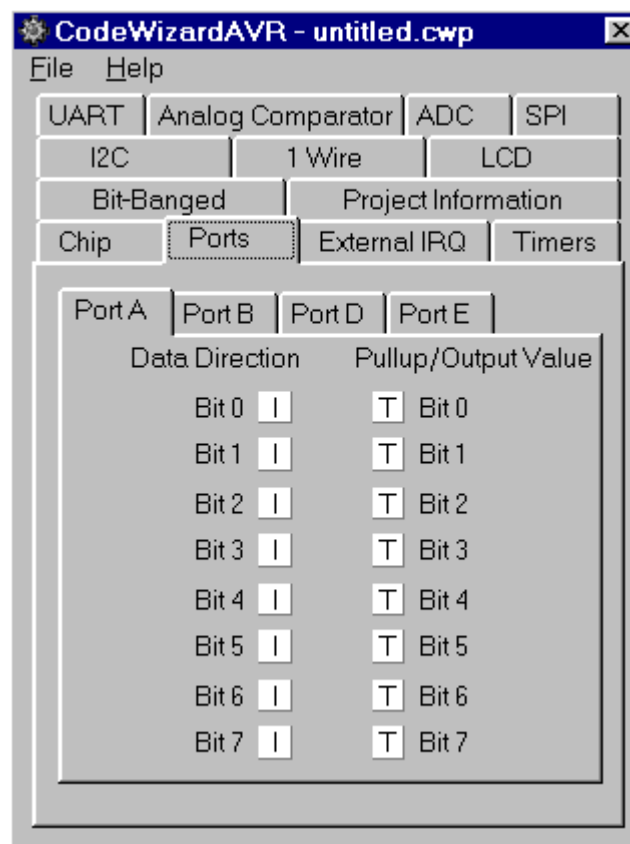 CodeWizardAVR - untitled.cwp
File Help
UART Analog Comparator ADC SPI
I2C 1 Wire LCD
Bit-Banged Project Information
Chip Ports External IRQ Timers
Port A Port B Port D Port E
Data Direction Pullup/Output Value
Bit 0 I T Bit 0
Bit 1 I T Bit 1
Bit 2 I T Bit 2
Bit 3 I T Bit 3
Bit 4 I T Bit 4
Bit 5 I T Bit 5
Bit 6 I T Bit 6
Bit 7 I T Bit 7